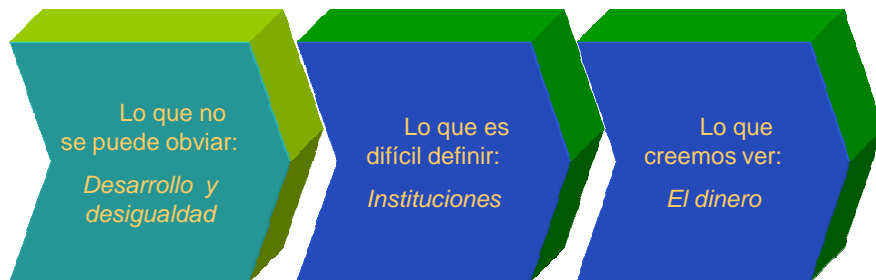 Lo que no
se puede obviar:
Desarrollo y
desigualdad
Lo que es
difícil definir:
Instituciones
Lo que
creemos ver:
El dinero